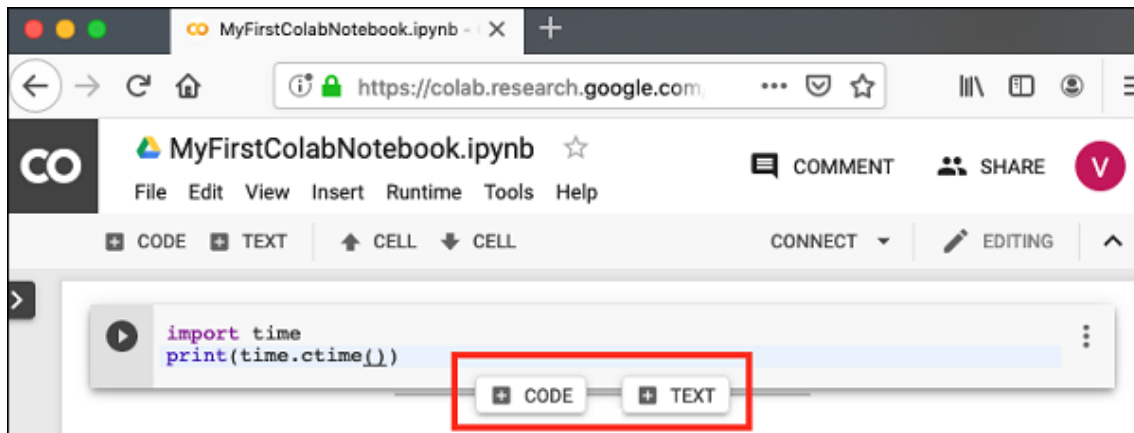 MyFirstColabNotebook.ipynb -
https://colab.research.google.com/
CO MyFirstColabNotebook.ipynb COMMENT SHARE V
File Edit View Insert Runtime Tools Help
CODE TEXT CELL CELL CONNECT EDITING
import time
print(time.ctime())
CODE TEXT